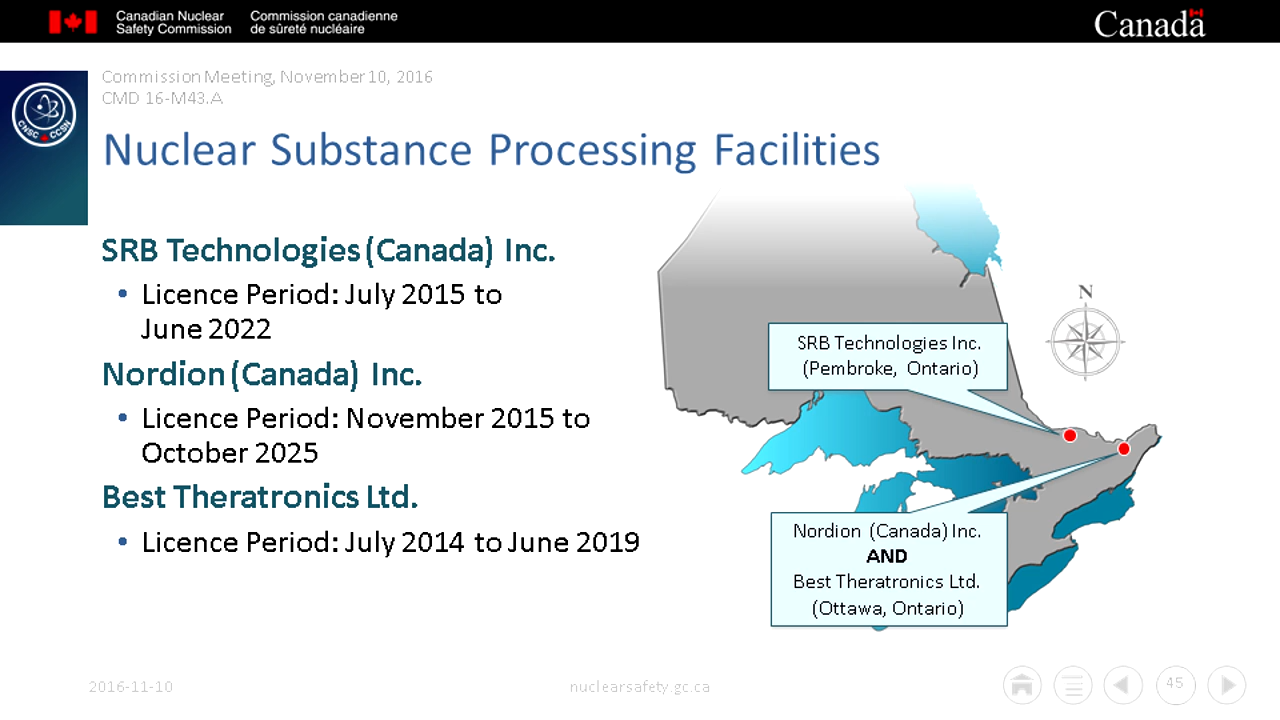 Canadian Nuclear Safety Commission
Commission canadienne de sûreté nucléaire
Canada
Commission Meeting, November 10, 2016
CMD 16-M43.A
CNSC CCSN
Nuclear Substance Processing Facilities
SRB Technologies (Canada) Inc.
• Licence Period: July 2015 to
June 2022
Nordion (Canada) Inc.
• Licence Period: November 2015 to
October 2025
Best Theratronics Ltd.
• Licence Period: July 2014 to June 2019
N
SRB Technologies Inc.
(Pembroke, Ontario)
Nordion (Canada) Inc.
AND
Best Theratronics Ltd.
(Ottawa, Ontario)
2016-11-10
nuclearsafety.gc.ca
45